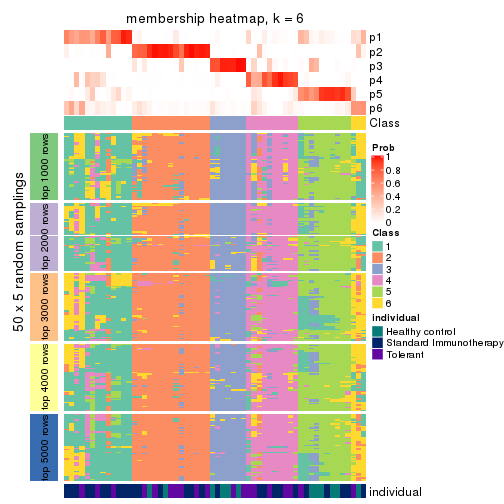 membership heatmap, k = 6
p1
p2
p3
p4
p5
p6
Class
50 x 5 random samplings
top 1000 rows
top 2000 rows
top 3000 rows
top 4000 rows
top 5000 rows
Prob
1
0.8
0.6
0.4
0.2
0
Class
1
2
3
4
5
6
individual
Healthy control
Standard Immunotherapy
Tolerant
individual